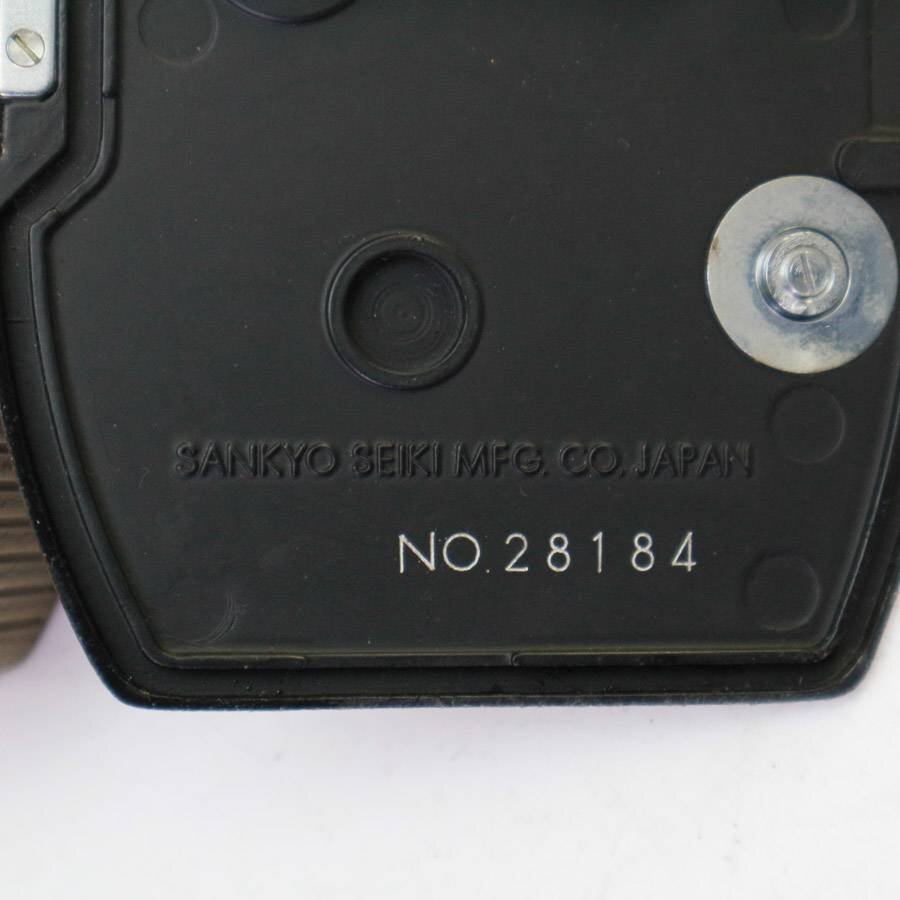 SANKYO SEIKI MFG. CO. JAPAN
NO. 28184